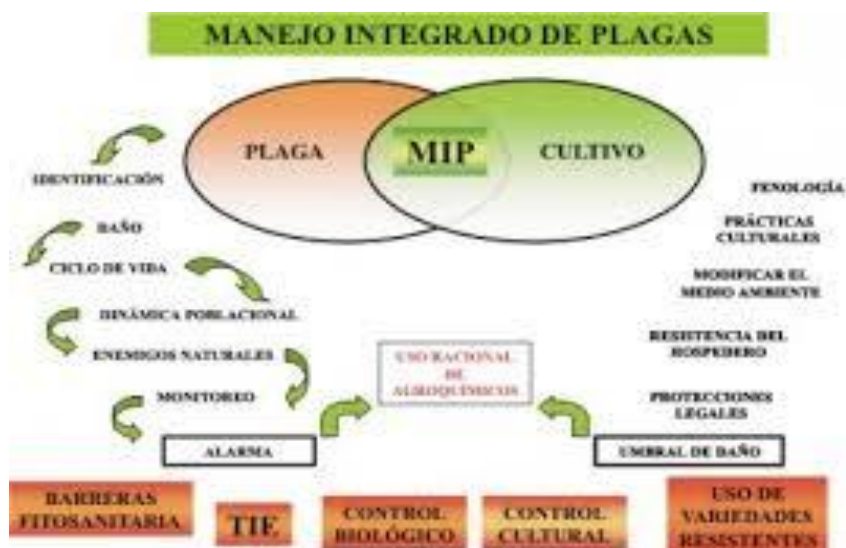 MANEJO INTEGRADO DE PLAGAS
PLAGA
MIP
CULTIVO
IDENTIFICACIÓN
DAÑO
CICLO DE VIDA
DINÁMICA POBLACIONAL
ENEMIGOS NATURALES
MONITOREO
ALARMA
USO RACIONAL
DE
AGROQUÍMICOS
FENOLOGÍA
PRÁCTICAS
CULTURALES
MODIFICAR EL
MEDIO AMBIENTE
RESISTENCIA DEL
HOSPEDERO
PROTECCIONES
LEGALES
UMBRAL DE DAÑO
BARRERAS
FITOSANITARIA
TIE
CONTROL
BIOLÓGICO
CONTROL
CULTURAL
USO DE
VARIEDADES
RESISTENTES